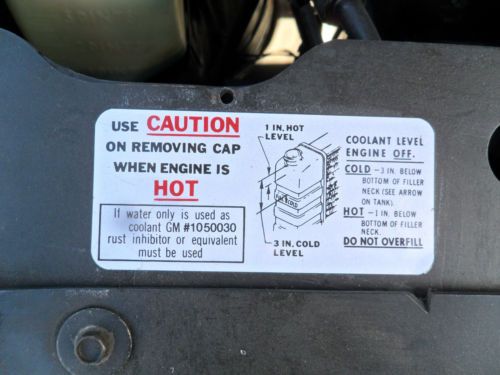 USE CAUTION
ON REMOVING CAP
WHEN ENGINE IS
HOT
If water only is used as
coolant GM #1050030
rust inhibitor or equivalent
must be used
1 IN. HOT
LEVEL
3 IN. COLD
LEVEL
COOLANT LEVEL
ENGINE OFF.
COLD -3 IN. BELOW
BOTTOM OF FILLER
NECK (SEE ARROW
ON TANK).
HOT -1 IN. BELOW
BOTTOM OF FILLER
NECK.
DO NOT OVERFILL